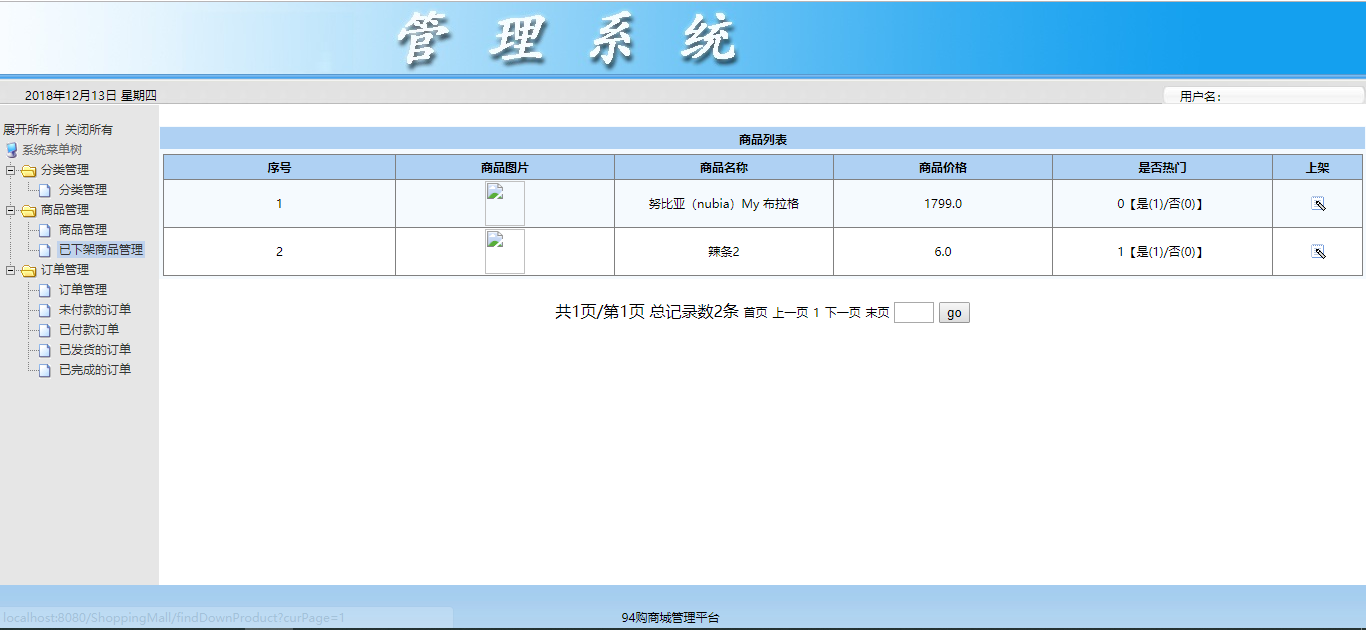 管理系统
2018年12月13日 星期四
用户名：
展开所有 | 关闭所有
系统菜单树
分类管理
分类管理
商品管理
商品管理
已下架商品管理
订单管理
订单管理
未付款的订单
已付款订单
已发货的订单
已完成的订单
商品列表
序号 商品图片 商品名称 商品价格 是否热门 上架
1 努比亚（nubia）My 布拉格 1799.0 0【是(1)/否(0)】
2 辣条2 6.0 1【是(1)/否(0)】
共1页/第1页 总记录数2条 首页 上一页 1 下一页 末页 go
localhost:8080/ShoppingMall/findDownProduct?curPage=1
94购商城管理平台